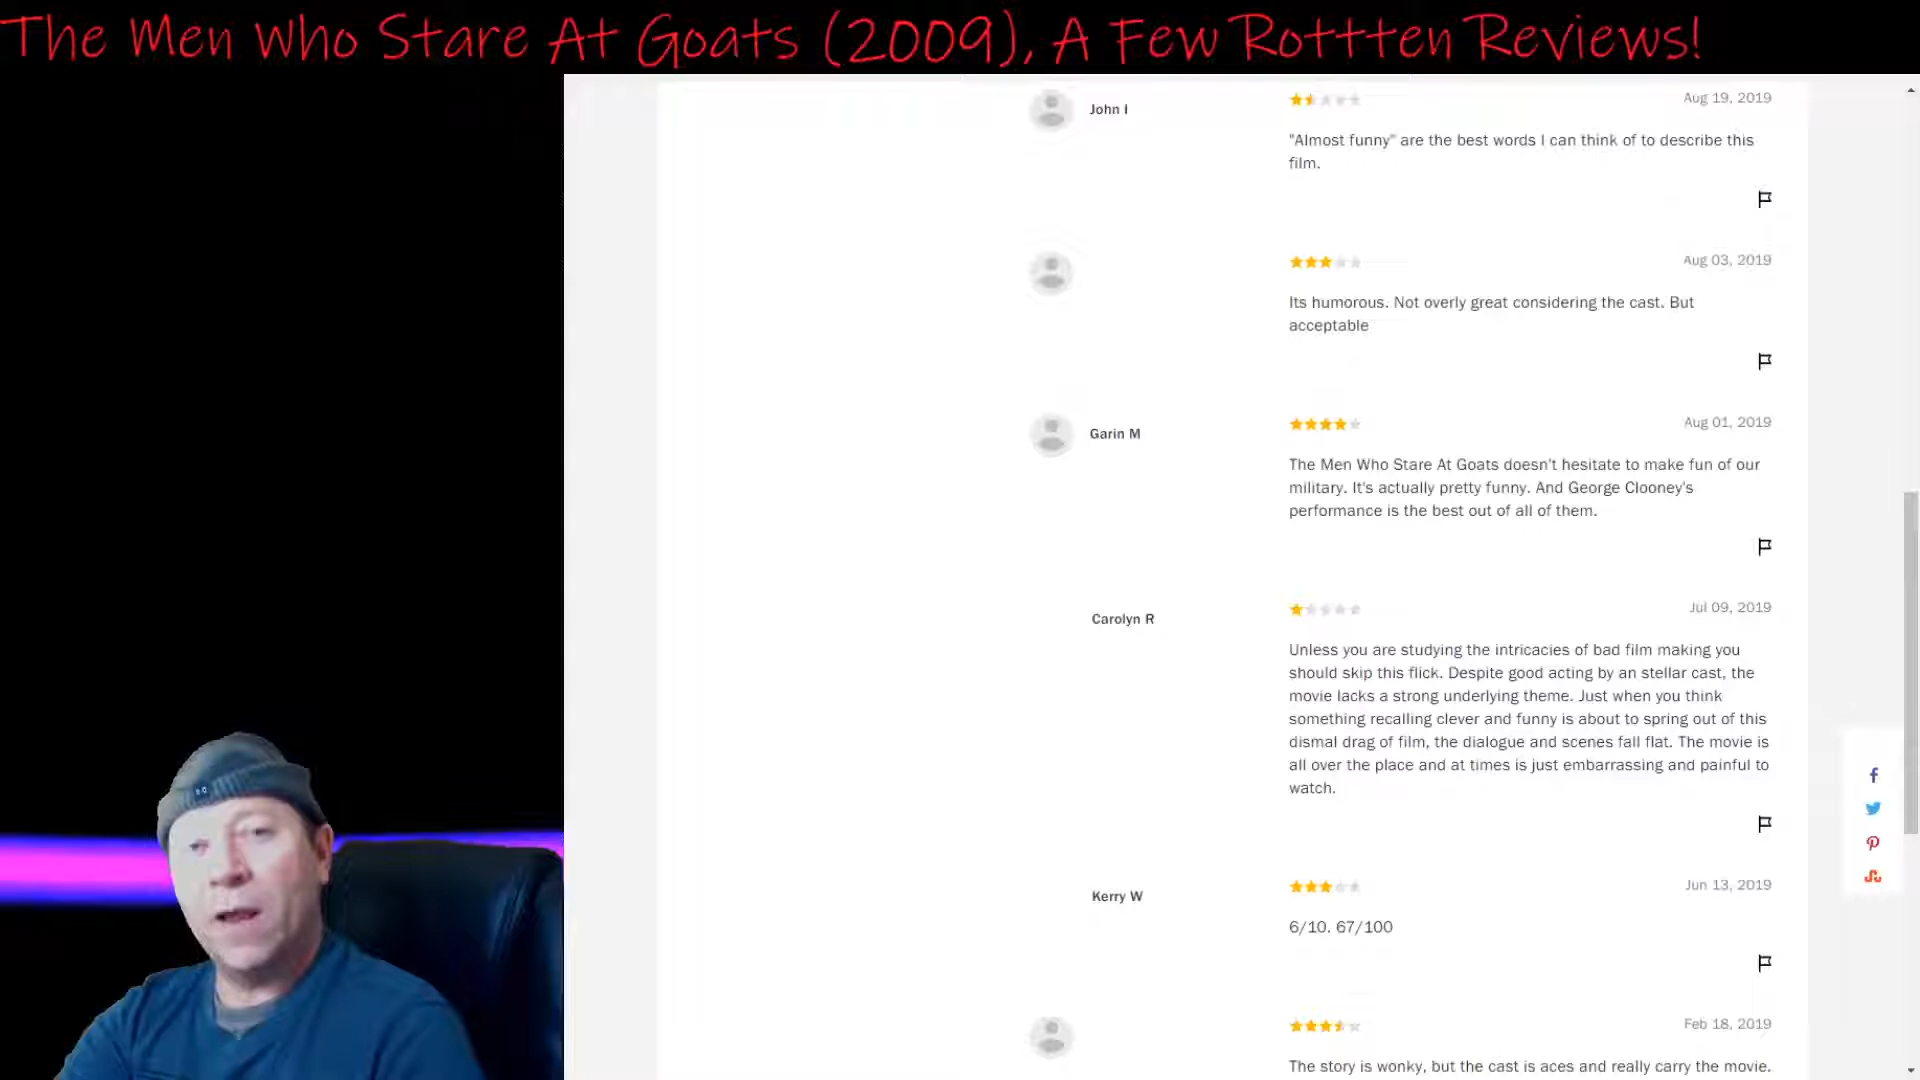 The Men Who Stare At Goats (2009), A Few Rottten Reviews!
John I
Aug 19, 2019
"Almost funny" are the best words I can think of to describe this
film.
Aug 03, 2019
Its humorous. Not overly great considering the cast. But
acceptable
Garin M
Aug 01, 2019
The Men Who Stare At Goats doesn't hesitate to make fun of our
military. It's actually pretty funny. And George Clooney's
performance is the best out of all of them.
Carolyn R
Jul 09, 2019
Unless you are studying the intricacies of bad film making you
should skip this flick. Despite good acting by an stellar cast, the
movie lacks a strong underlying theme. Just when you think
something recalling clever and funny is about to spring out of this
dismal drag of film, the dialogue and scenes fall flat. The movie is
all over the place and at times is just embarrassing and painful to
watch.
Kerry W
Jun 13, 2019
6/10. 67/100
Feb 18, 2019
The story is wonky, but the cast is aces and really carry the movie.